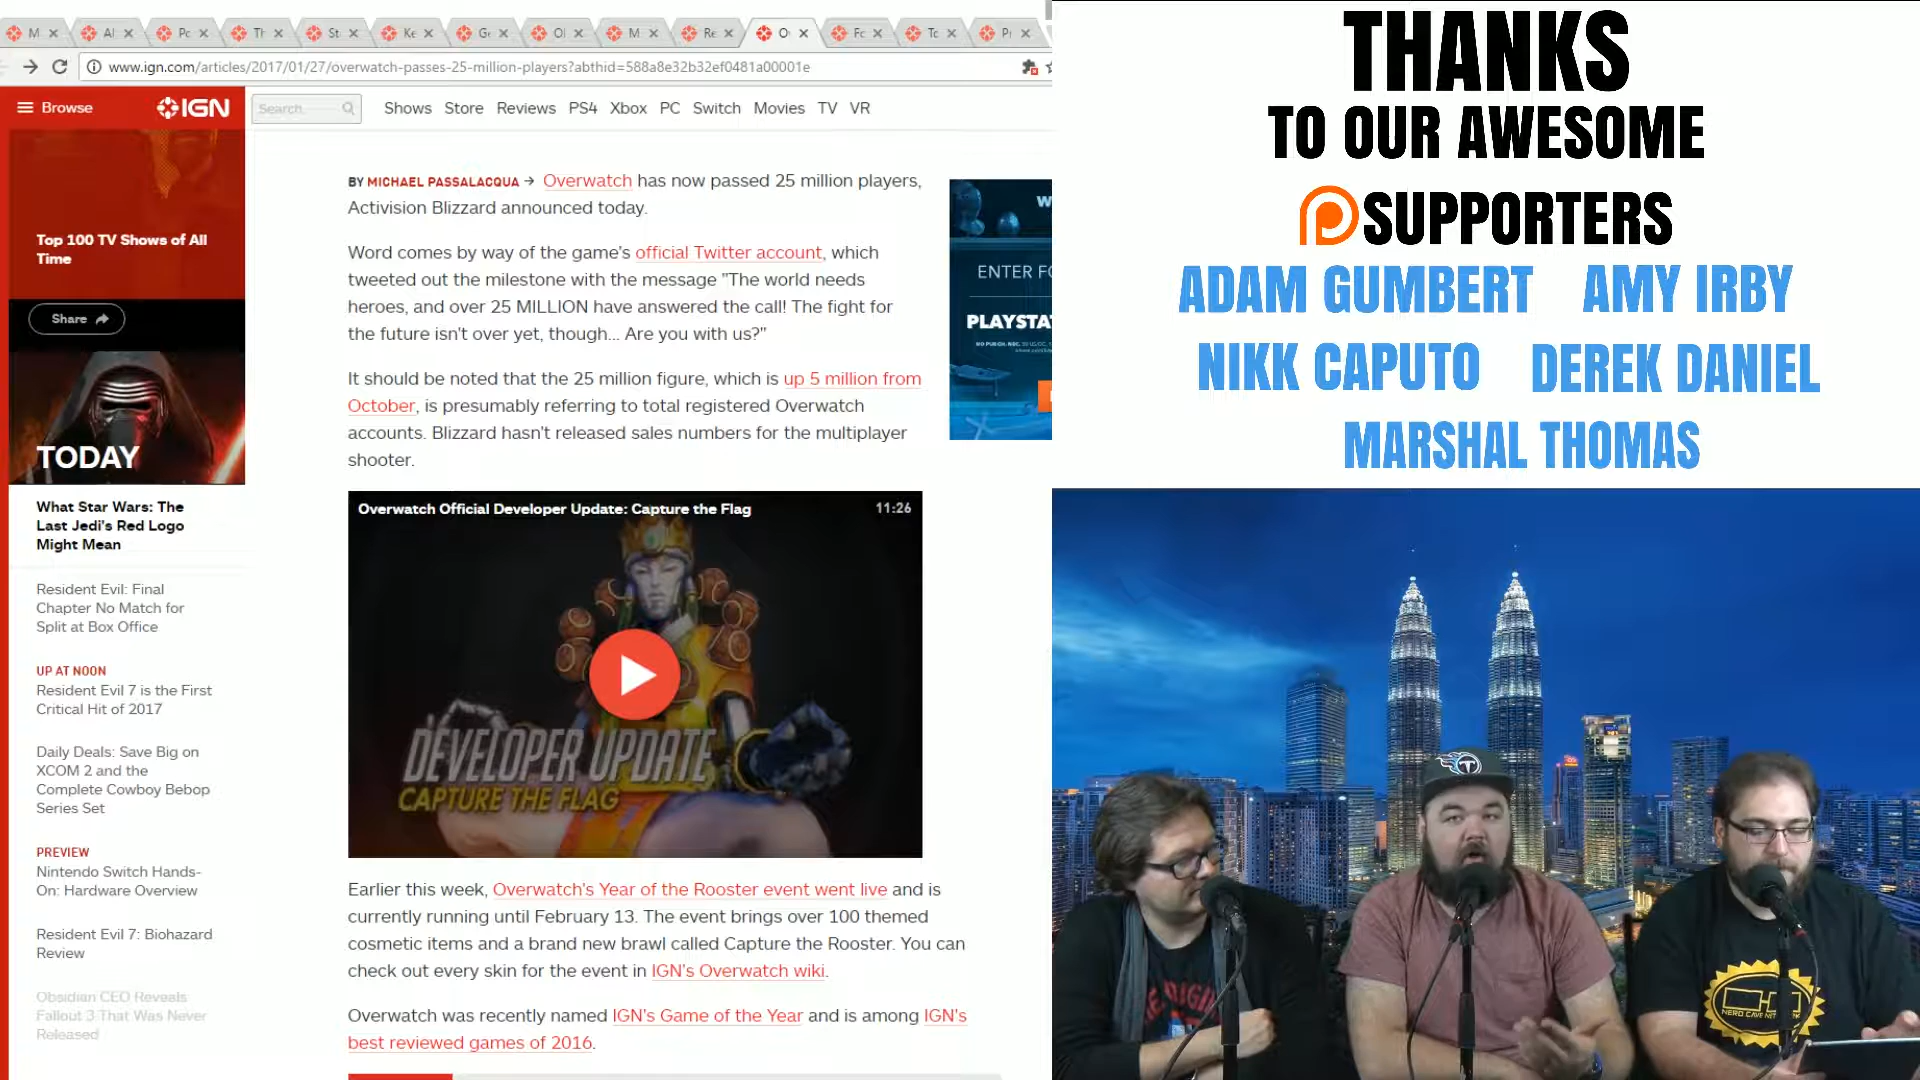 M
Al
Po
Th
St
Ke
Ge
Ol
M
Re
O
Fc
To
Pr
www.ign.com/articles/2017/01/27/overwatch-passes-25-million-players?abthid=588a8e32b32ef0481a00001e
Browse
IGN
Search
Shows Store Reviews PS4 Xbox PC Switch Movies TV VR
Top 100 TV Shows of All
Time
Share
TODAY
What Star Wars: The
Last Jedi's Red Logo
Might Mean
Resident Evil: Final
Chapter No Match for
Split at Box Office
UP AT NOON
Resident Evil 7 is the First
Critical Hit of 2017
Daily Deals: Save Big on
XCOM 2 and the
Complete Cowboy Bebop
Series Set
PREVIEW
Nintendo Switch Hands-
On: Hardware Overview
Resident Evil 7: Biohazard
Review
Obsidian CEO Reveals
Fallout 3 That Was Never
Released
BY MICHAEL PASSALACQUA → Overwatch has now passed 25 million players,
Activision Blizzard announced today.
Word comes by way of the game's official Twitter account, which
tweeted out the milestone with the message "The world needs
heroes, and over 25 MILLION have answered the call! The fight for
the future isn't over yet, though... Are you with us?"
It should be noted that the 25 million figure, which is up 5 million from
October, is presumably referring to total registered Overwatch
accounts. Blizzard hasn't released sales numbers for the multiplayer
shooter.
Overwatch Official Developer Update: Capture the Flag 11:26
DEVELOPER UPDATE
CAPTURE THE FLAG
Earlier this week, Overwatch's Year of the Rooster event went live and is
currently running until February 13. The event brings over 100 themed
cosmetic items and a brand new brawl called Capture the Rooster. You can
check out every skin for the event in IGN's Overwatch wiki.
Overwatch was recently named IGN's Game of the Year and is among IGN's
best reviewed games of 2016.
W
ENTER FO
PLAYSTA
THANKS
TO OUR AWESOME
SUPPORTERS
ADAM GUMBERT AMY IRBY
NIKK CAPUTO DEREK DANIEL
MARSHAL THOMAS
NERD CAVE NETWORK